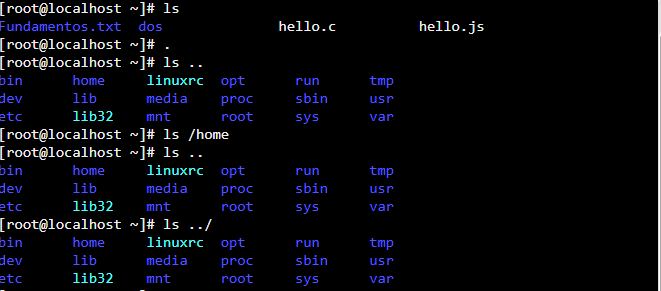 [root@localhost ~]# ls
Fundamentos.txt  dos              hello.c          hello.js
[root@localhost ~]# .
[root@localhost ~]# ls ..
bin      home     linuxrc  opt      run      tmp
dev      lib      media    proc     sbin     usr
etc      lib32    mnt      root     sys      var
[root@localhost ~]# ls /home
[root@localhost ~]# ls ..
bin      home     linuxrc  opt      run      tmp
dev      lib      media    proc     sbin     usr
etc      lib32    mnt      root     sys      var
[root@localhost ~]# ls ../
bin      home     linuxrc  opt      run      tmp
dev      lib      media    proc     sbin     usr
etc      lib32    mnt      root     sys      var